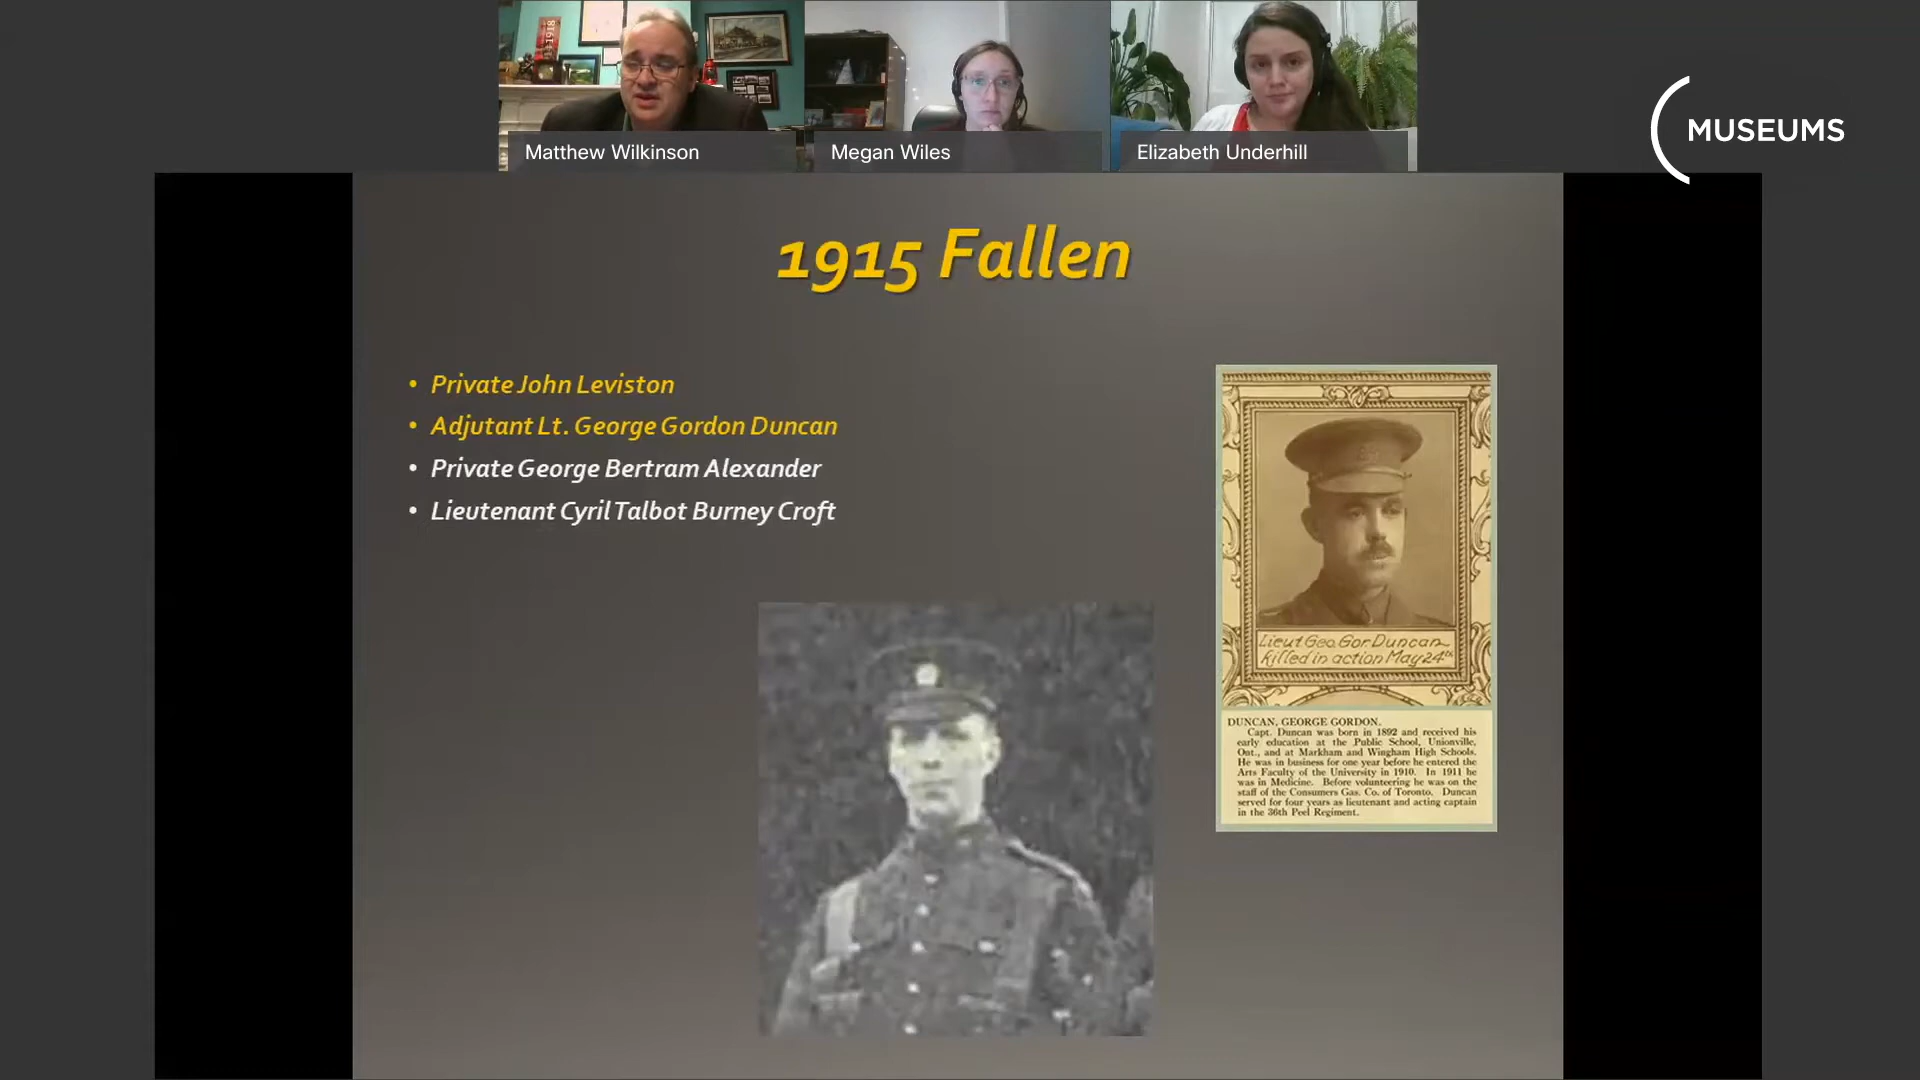 1918
Matthew Wilkinson
Megan Wiles
Elizabeth Underhill
MUSEUMS
1915 Fallen
• Private John Leviston
• Adjutant Lt. George Gordon Duncan
• Private George Bertram Alexander
• Lieutenant Cyril Talbot Burney Croft
Lieut Geo. Gor. Duncan
killed in action May 24th
DUNCAN, GEORGE GORDON.
Capt. Duncan was born in 1892 and received his
early education at the Public School, Unionville,
Ont., and at Markham and Wingham High Schools.
He was in business for one year before he entered the
Arts Faculty of the University in 1910. In 1911 he
was in Medicine. Before volunteering he was on the
staff of the Consumers Gas. Co. of Toronto. Duncan
served for four years as lieutenant and acting captain
in the 36th Peel Regiment.